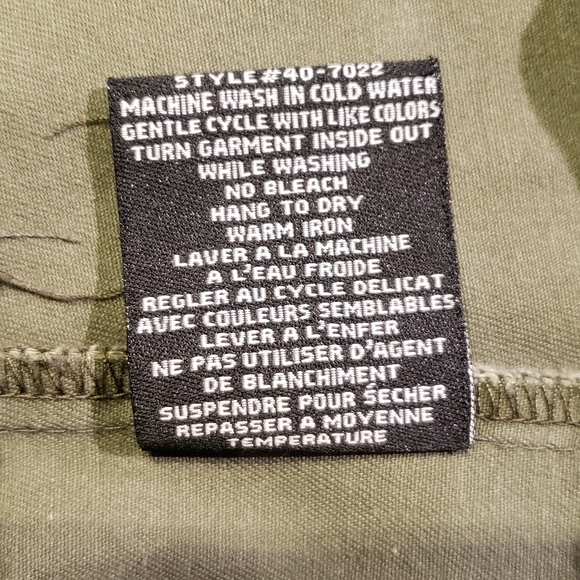 STYLE#40-7022
MACHINE WASH IN COLD WATER
GENTLE CYCLE WITH LIKE COLORS
TURN GARMENT INSIDE OUT
WHILE WASHING
NO BLEACH
HANG TO DRY
WARM IRON
LAVER A LA MACHINE
A L'EAU FROIDE
REGLER AU CYCLE DELICAT
AVEC COULEURS SEMBLABLES
LEVER A L'ENFER
NE PAS UTILISER D'AGENT
DE BLANCHIMENT
SUSPENDRE POUR SÉCHER
REPASSER A MOYENNE
TEMPERATURE